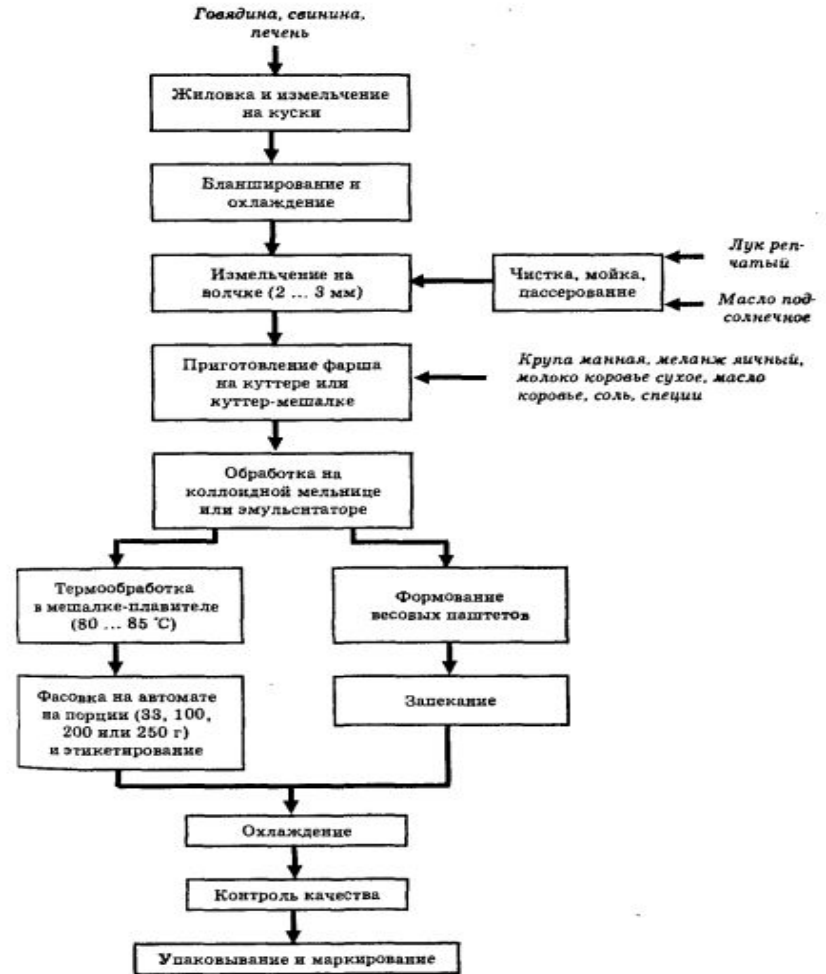 Говядина, свинина,
печень
Жиловка и измельчение
на куски
Бланширование и
охлаждение
Измельчение на
волчке (2 ... 3 мм)
Чистка, мойка,
пассерование
Лук реп-
чатый
Масло под-
солнечное
Приготовление фарша
на куттере или
куттер-мешалке
Крупа манная, меланж яичный,
молоко коровье сухое, масло
коровье, соль, специи
Обработка на
коллоидной мельнице
или эмульситаторе
Термообработка
в мешалке-плавителе
(80 ... 85 °С)
Формование
весовых паштетов
Фасовка на автомате
на порции (33, 100,
200 или 250 г)
и этикетирование
Запекание
Охлаждение
Контроль качества
Упаковывание и маркирование